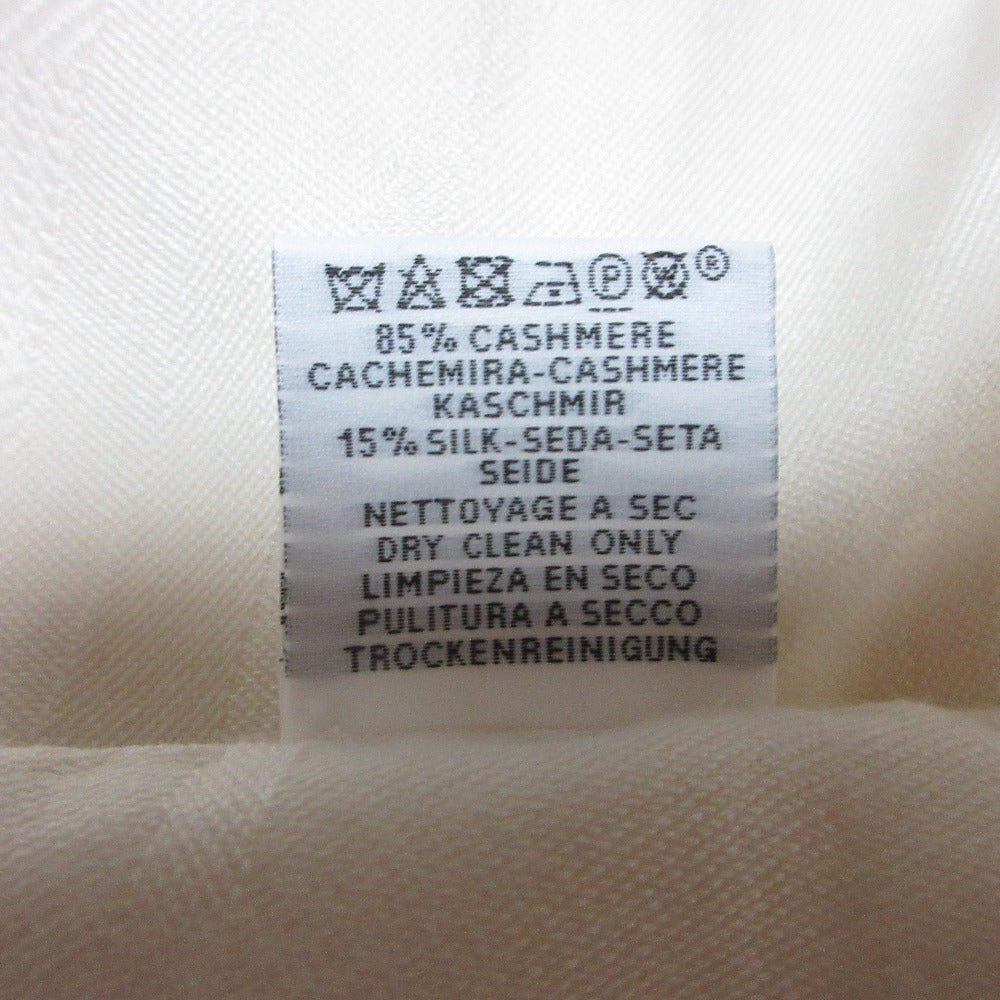 P W ®
85% CASHMERE
CACHEMIRA-CASHMERE
KASCHMIR
15% SILK-SEDA-SETA
SEIDE
NETTOYAGE A SEC
DRY CLEAN ONLY
LIMPIEZA EN SECO
PULITURA A SECCO
TROCKENREINIGUNG